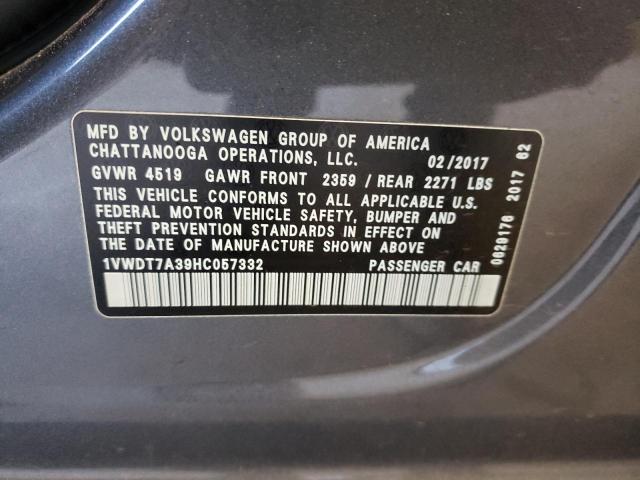 MFD BY VOLKSWAGEN GROUP OF AMERICA
CHATTANOOGA OPERATIONS, LLC. 02/2017
GVWR 4519 GAWR FRONT 2359 / REAR 2271 LBS
THIS VEHICLE CONFORMS TO ALL APPLICABLE U.S.
FEDERAL MOTOR VEHICLE SAFETY, BUMPER AND
THEFT PREVENTION STANDARDS IN EFFECT ON
THE DATE OF MANUFACTURE SHOWN ABOVE
1VWDT7A39HC057332 PASSENGER CAR
0629176 2017 62